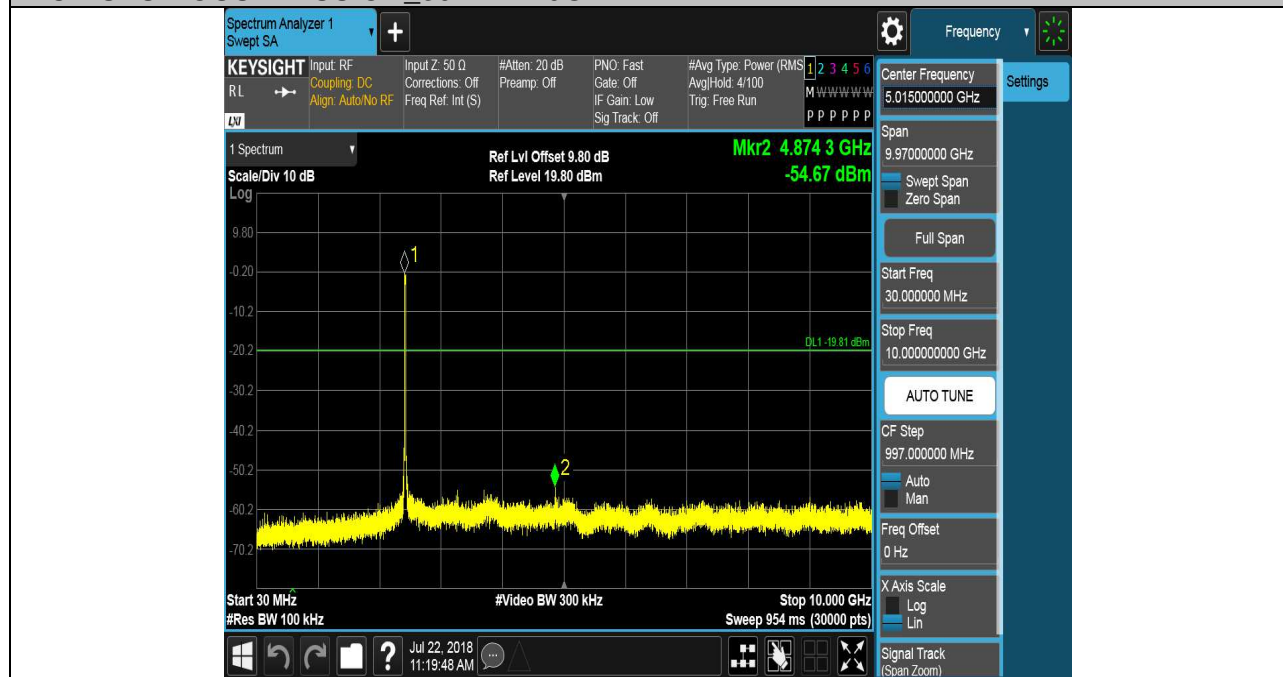 Spectrum Analyzer 1
Swept SA
+
Frequency
KEYSIGHT
RL
LXI
Input: RF
Coupling: DC
Align: Auto/No RF
Input Z: 50 Ω
Corrections: Off
Freq Ref: Int (S)
#Atten: 20 dB
Preamp: Off
PNO: Fast
Gate: Off
IF Gain: Low
Sig Track: Off
#Avg Type: Power (RMS
Avg|Hold: 4/100
Trig: Free Run
1 2 3 4 5 6
M W W W W W
P P P P P P
Center Frequency
5.015000000 GHz
Settings
1 Spectrum
Scale/Div 10 dB
Log
Ref Lvl Offset 9.80 dB
Ref Level 19.80 dBm
Mkr2 4.874 3 GHz
-54.67 dBm
9.80
-0.20
-10.2
-20.2
-30.2
-40.2
-50.2
-60.2
-70.2
1
DL1 -19.81 dBm
2
Start 30 MHz
#Res BW 100 kHz
#Video BW 300 kHz
Stop 10.000 GHz
Sweep 954 ms (30000 pts)
Span
9.97000000 GHz
Swept Span
Zero Span
Full Span
Start Freq
30.000000 MHz
Stop Freq
10.000000000 GHz
AUTO TUNE
CF Step
997.000000 MHz
Auto
Man
Freq Offset
0 Hz
X Axis Scale
Log
Lin
Signal Track
(Span Zoom)
?
Jul 22, 2018
11:19:48 AM